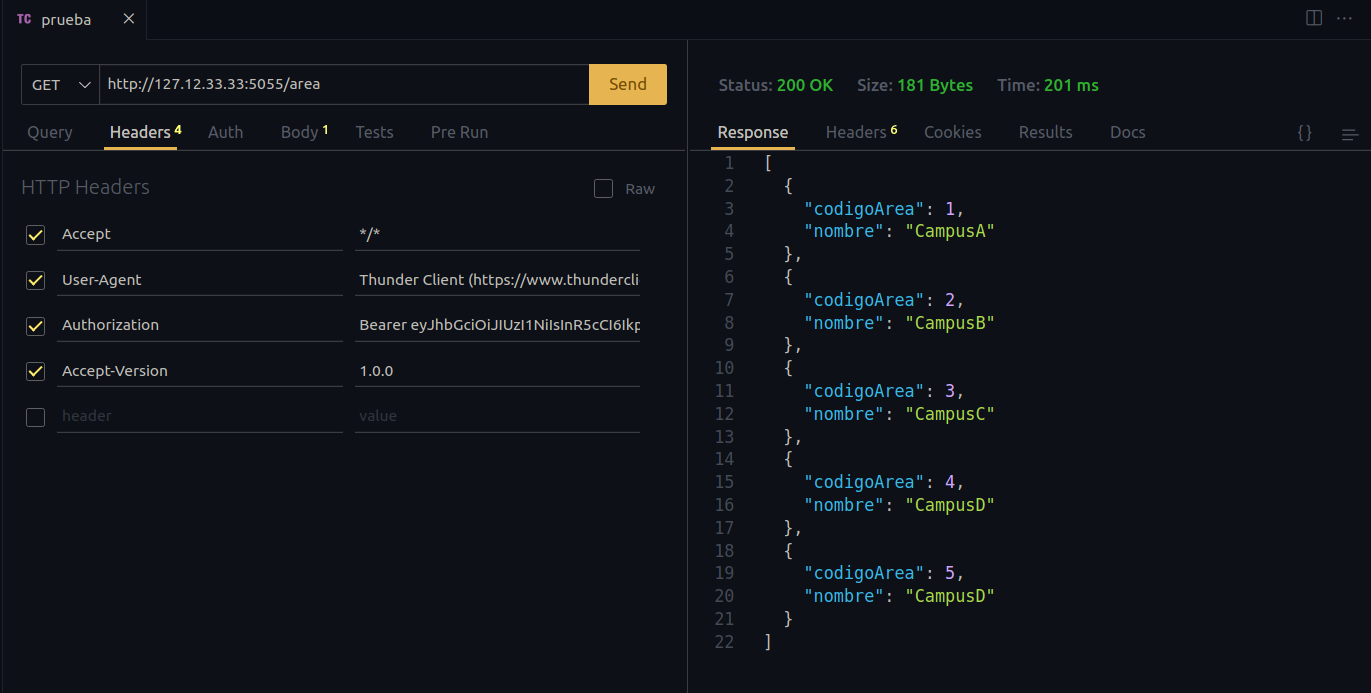 TC prueba
GET http://127.12.33.33:5055/area Send
Query Headers 4 Auth Body 1 Tests Pre Run
HTTP Headers Raw
Accept */*
User-Agent Thunder Client (https://www.thundercli
Authorization Bearer eyJhbGciOiJIUzI1NiIsInR5cCI6Ikp
Accept-Version 1.0.0
header value
Status: 200 OK Size: 181 Bytes Time: 201 ms
Response Headers 6 Cookies Results Docs {}
1 [
2 {
3 "codigoArea": 1,
4 "nombre": "CampusA"
5 },
6 {
7 "codigoArea": 2,
8 "nombre": "CampusB"
9 },
10 {
11 "codigoArea": 3,
12 "nombre": "CampusC"
13 },
14 {
15 "codigoArea": 4,
16 "nombre": "CampusD"
17 },
18 {
19 "codigoArea": 5,
20 "nombre": "CampusD"
21 }
22 ]